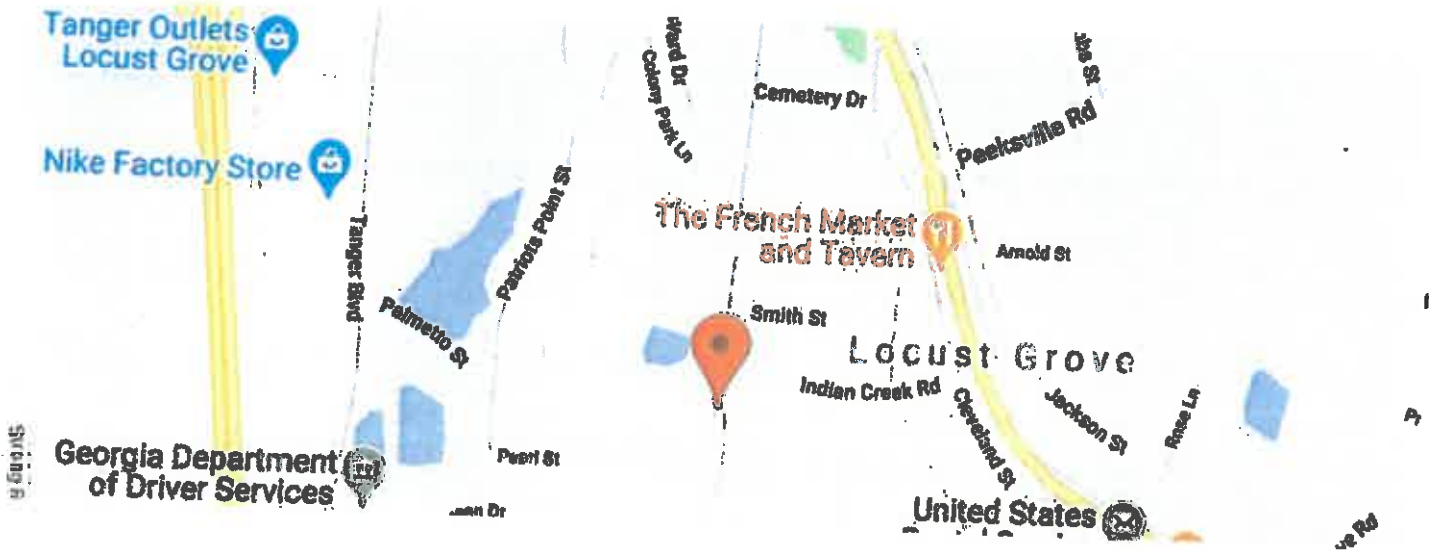 Tanger Outlets
Locust Grove
Ward Dr
Colony Park Ln
Cemetery Dr
Peeksville Rd
Nike Factory Store
Tanger Blvd
Patriots Point St
The French Market
and Tavern
Arnold St
Palmetto St
Smith St
Locust Grove
Indian Creek Rd
Cleveland St
Jackson St
Rose Ln
Georgia Department
of Driver Services
Pearl St
United States